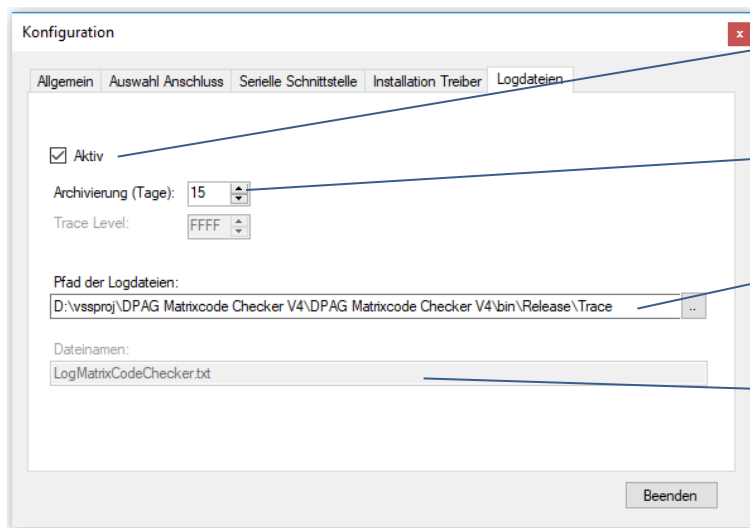 Konfiguration
x
Allgemein Auswahl Anschluss Serielle Schnittstelle Installation Treiber Logdateien
Aktiv
Archivierung (Tage): 15
Trace Level: FFFF
Pfad der Logdateien:
D:\vssproj\DPAG Matrixcode Checker V4\DPAG Matrixcode Checker V4\bin\Release\Trace ..
Dateinamen:
LogMatrixCodeChecker.txt
Beenden